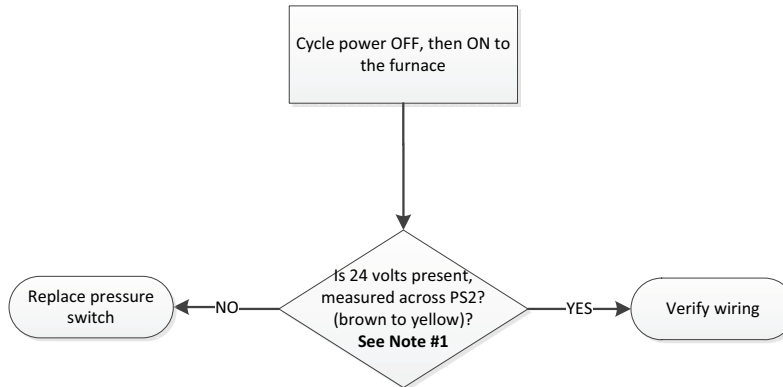 Cycle power OFF, then ON to
the furnace
Is 24 volts present,
measured across PS2?
(brown to yellow)?
See Note #1
NO
Replace pressure
switch
YES
Verify wiring